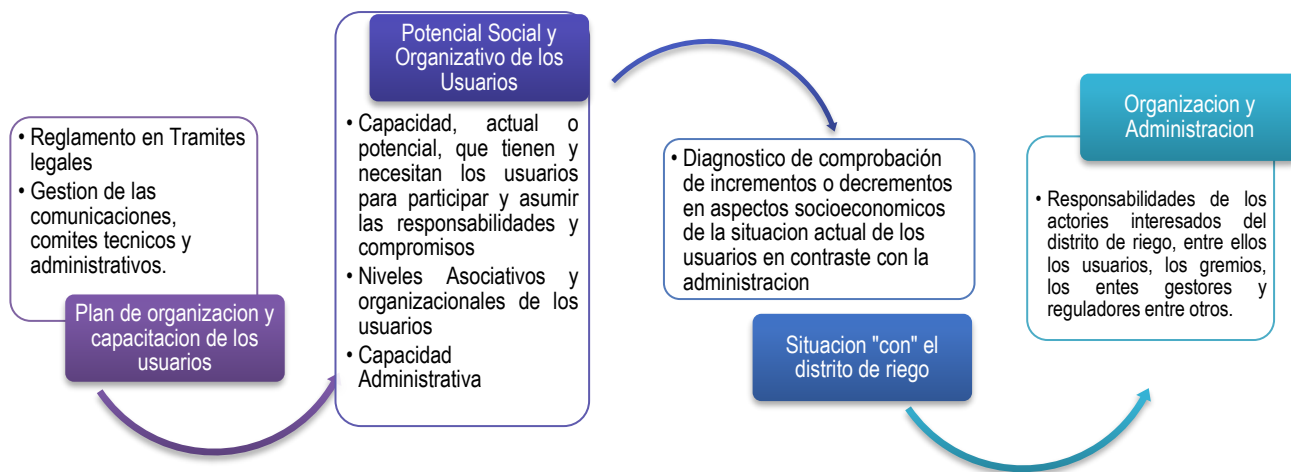 • Reglamento en Tramites
legales
• Gestion de las
comunicaciones,
comites tecnicos y
administrativos.
Plan de organizacion y
capacitacion de los
usuarios
Potencial Social y
Organizativo de los
Usuarios
• Capacidad, actual o
potencial, que tienen y
necesitan los usuarios
para participar y asumir
las responsabilidades y
compromisos
• Niveles Asociativos y
organizacionales de los
usuarios
• Capacidad
Administrativa
• Diagnostico de comprobación
de incrementos o decrementos
en aspectos socioeconomicos
de la situacion actual de los
usuarios en contraste con la
administracion
Situacion "con" el
distrito de riego
Organizacion y
Administracion
• Responsabilidades de los
actories interesados del
distrito de riego, entre ellos
los usuarios, los gremios,
los entes gestores y
reguladores entre otros.